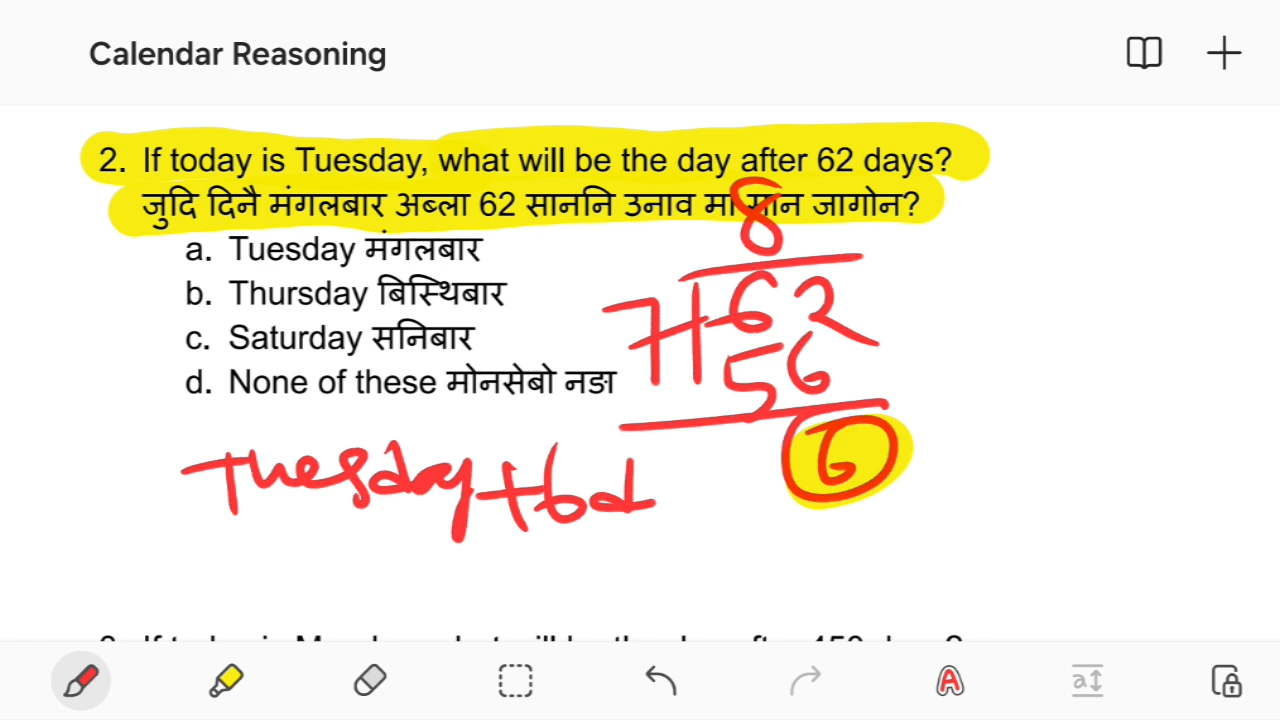 Calendar Reasoning
2. If today is Tuesday, what will be the day after 62 days?
जुदि दिनै मंगलबार अब्ला 62 साननि उनाव मा सान जागोन?
a. Tuesday मंगलबार
b. Thursday बिस्थिबार
c. Saturday सनिबार
d. None of these मोनसेबो नङा
8
7 62
56
6
Tuesday + 6d